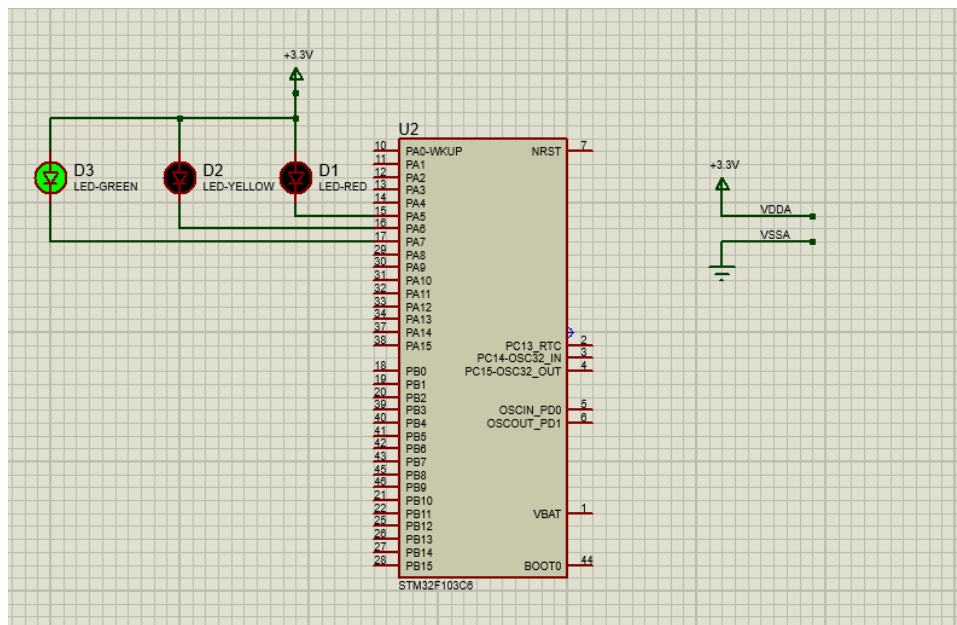 +3.3V
D3
LED-GREEN
D2
LED-YELLOW
D1
LED-RED
U2
10 PA0-WKUP
11 PA1
12 PA2
13 PA3
14 PA4
15 PA5
16 PA6
17 PA7
29 PA8
30 PA9
31 PA10
32 PA11
33 PA12
34 PA13
37 PA14
38 PA15
18 PB0
19 PB1
20 PB2
39 PB3
40 PB4
41 PB5
42 PB6
43 PB7
45 PB8
46 PB9
21 PB10
22 PB11
25 PB12
26 PB13
27 PB14
28 PB15
NRST 7
PC13_RTC 2
PC14-OSC32_IN 3
PC15-OSC32_OUT 4
OSCIN_PD0 5
OSCOUT_PD1 6
VBAT 1
BOOT0 44
STM32F103C6
+3.3V
VDDA
VSSA